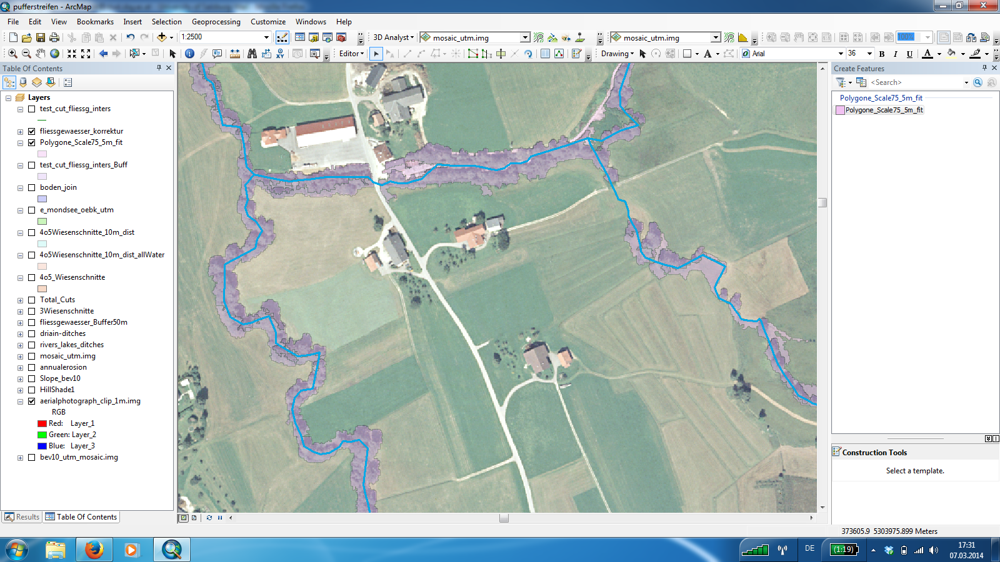 pufferstreifen - ArcMap
File Edit View Bookmarks Insert Selection Geoprocessing Customize Windows Help
1:2500
3D Analyst
mosaic_utm.img
mosaic_utm.img
100%
Editor
Drawing
A
Arial
36
B I U A
Table Of Contents
Layers
test_cut_fliessg_inters
fliessgewaesser_korrektur
Polygone_Scale75_5m_fit
test_cut_fliessg_inters_Buff
boden_join
e_mondsee_oebk_utm
4o5Wiesenschnitte_10m_dist
4o5Wiesenschnitte_10m_dist_allWater
4o5_Wiesenschnitte
Total_Cuts
3Wiesenschnitte
fliessgewaesser_Buffer50m
driain-ditches
rivers_lakes_ditches
mosaic_utm.img
annualerosion
Slope_bev10
HillShade1
aerialphotograph_clip_1m.img
RGB
Red: Layer_1
Green: Layer_2
Blue: Layer_3
bev10_utm_mosaic.img
Results Table Of Contents
Create Features
<Search>
Polygone_Scale75_5m_fit
Polygone_Scale75_5m_fit
Construction Tools
Select a template.
373605.9 5303975.899 Meters
DE
(1:19)
17:31
07.03.2014